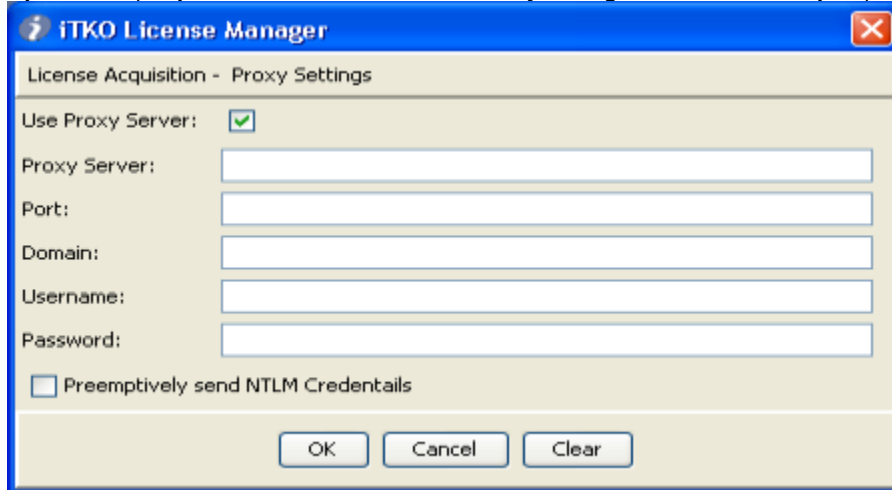 iTKO License Manager
License Acquisition - Proxy Settings
Use Proxy Server:
Proxy Server:
Port:
Domain:
Username:
Password:
Preemptively send NTLM Credentails
OK Cancel Clear